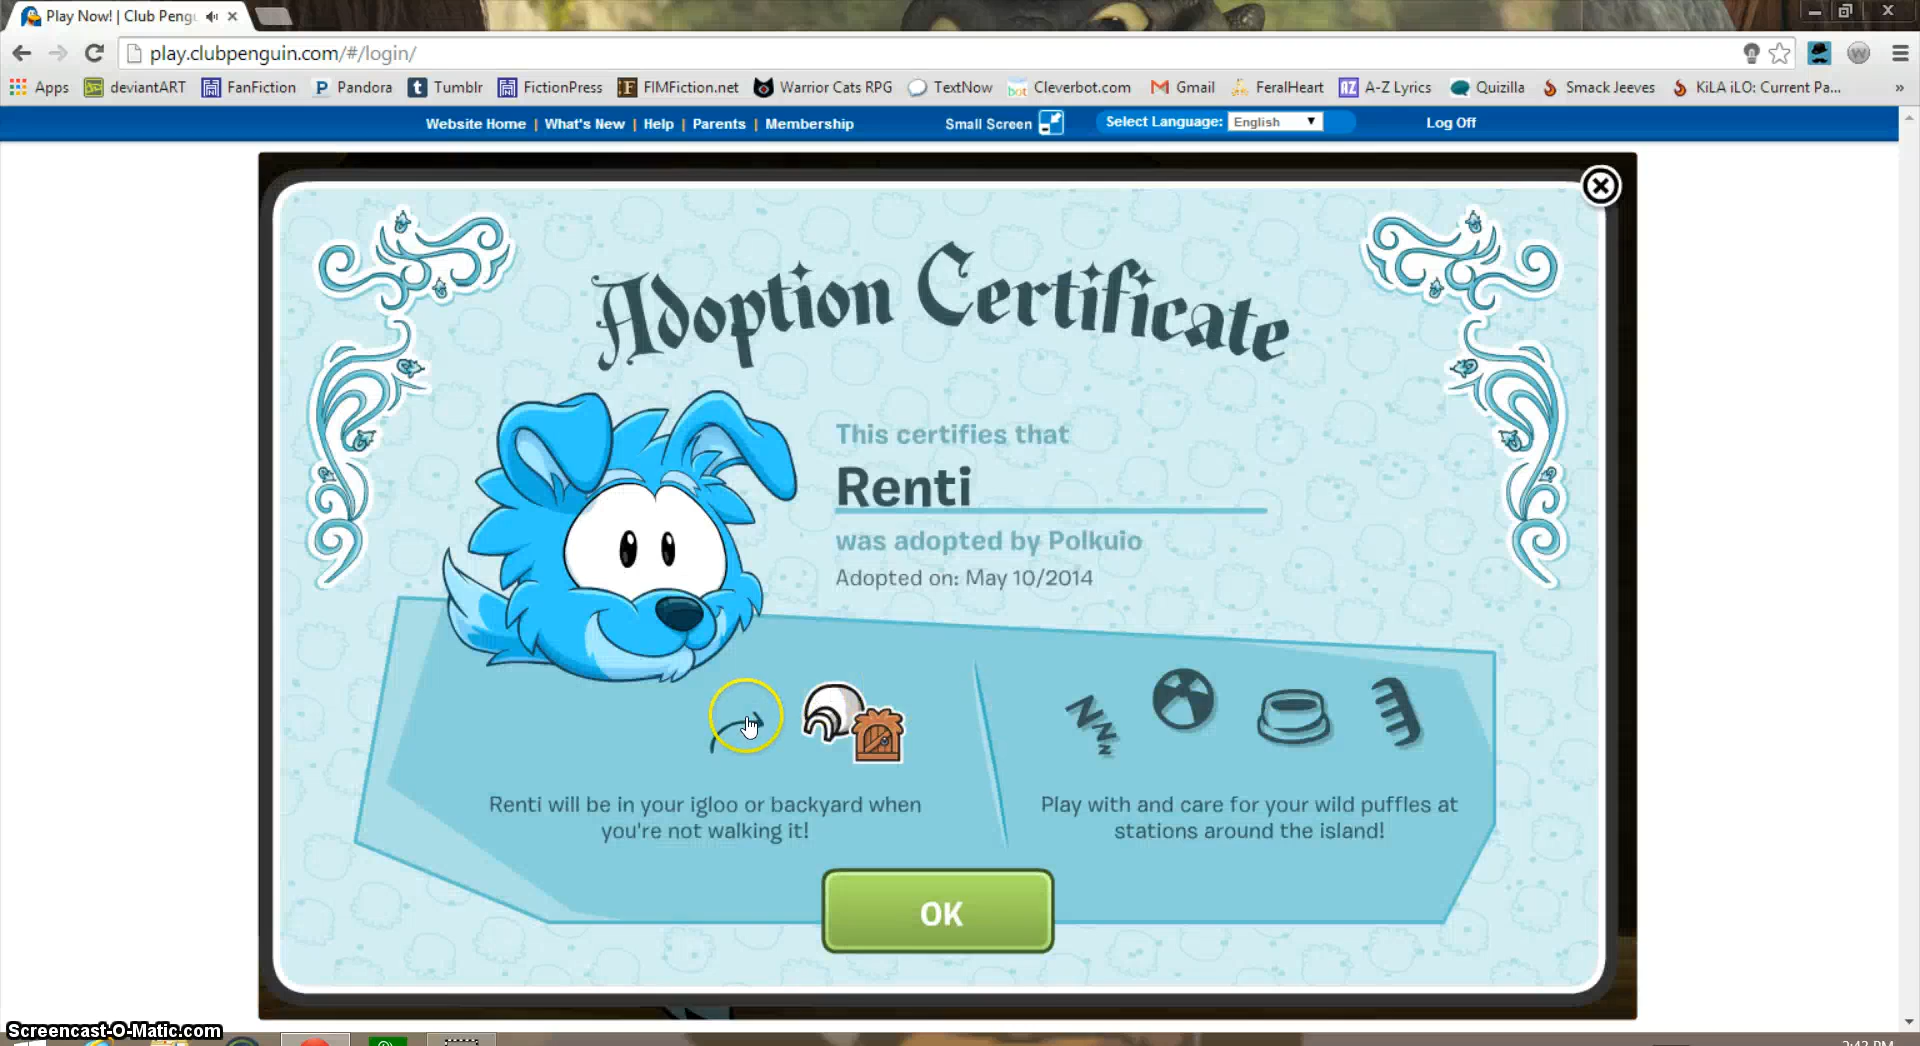 Play Now! | Club Peng
play.clubpenguin.com/#/login/
Apps deviantART FanFiction Pandora Tumblr FictionPress FIMFiction.net Warrior Cats RPG TextNow Cleverbot.com Gmail FeralHeart A-Z Lyrics Quizilla Smack Jeeves KiLA iLO: Current Pa...
Website Home | What's New | Help | Parents | Membership Small Screen Select Language: English Log Off
Adoption Certificate
This certifies that
Renti
was adopted by Polkuio
Adopted on: May 10/2014
Renti will be in your igloo or backyard when
you're not walking it!
Play with and care for your wild puffles at
stations around the island!
OK
Screencast-O-Matic.com